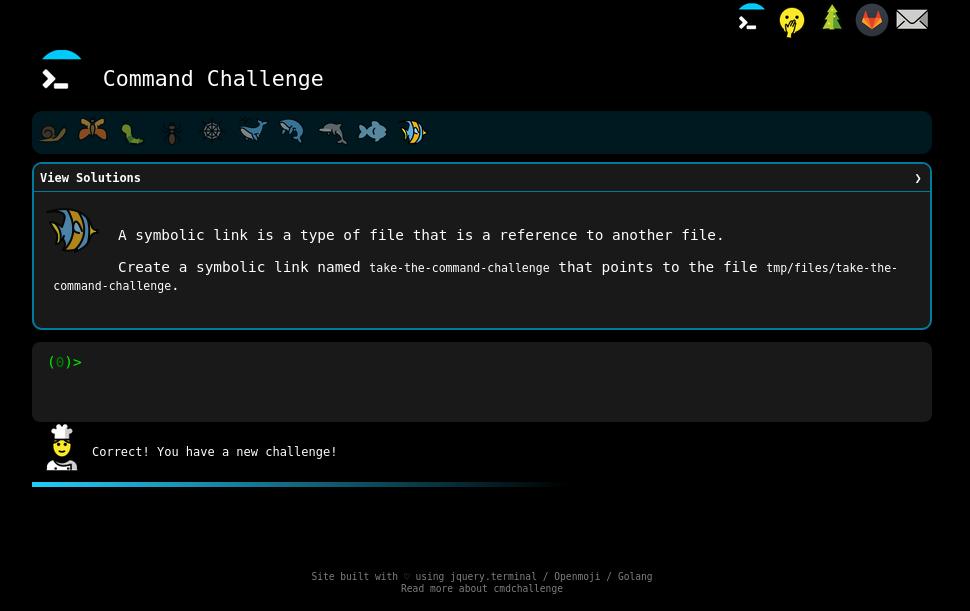 Command Challenge
View Solutions ❯
A symbolic link is a type of file that is a reference to another file.
Create a symbolic link named take-the-command-challenge that points to the file tmp/files/take-the-
command-challenge.
(0)>
Correct! You have a new challenge!
Site built with ♡ using jquery.terminal / Openmoji / Golang
Read more about cmdchallenge